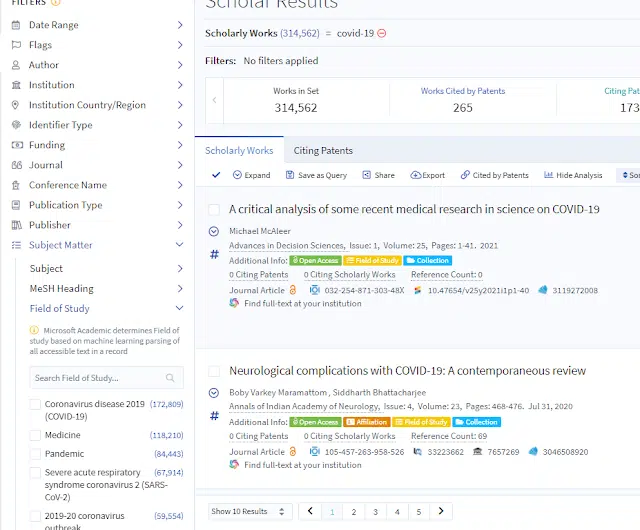 FILTERS
Date Range
Flags
Author
Institution
Institution Country/Region
Identifier Type
Funding
Journal
Conference Name
Publication Type
Publisher
Subject Matter
Subject
MeSH Heading
Field of Study
Microsoft Academic determines Field of
study based on machine learning parsing of
all accessible text in a record
Search Field of Study...
Coronavirus disease 2019 (172,809)
(COVID-19)
Medicine (118,210)
Pandemic (84,443)
Severe acute respiratory (67,914)
syndrome coronavirus 2 (SARS-
CoV-2)
2019-20 coronavirus (59,554)
outbreak
Scholar Results
Scholarly Works (314,562) = covid-19
Filters: No filters applied
Works in Set
314,562
Works Cited by Patents
265
Citing Pat
173
Scholarly Works Citing Patents
Expand Save as Query Share Export Cited by Patents Hide Analysis Sor
A critical analysis of some recent medical research in science on COVID-19
Michael McAleer
Advances in Decision Sciences, Issue: 1, Volume: 25, Pages: 1-41. 2021
Additional Info: Open Access Field of Study Collection
0 Citing Patents 0 Citing Scholarly Works Reference Count: 0
Journal Article 032-254-871-303-48X 10.47654/v25y2021i1p1-40 3119272008
Find full-text at your institution
Neurological complications with COVID-19: A contemporaneous review
Boby Varkey Maramattom , Siddharth Bhattacharjee
Annals of Indian Academy of Neurology, Issue: 4, Volume: 23, Pages: 468-476. Jul 31, 2020
Additional Info: Open Access Affiliation Field of Study Collection
0 Citing Patents 0 Citing Scholarly Works Reference Count: 69
Journal Article 105-457-263-958-526 33223662 7657269 3046508920
Find full-text at your institution
Show 10 Results 1 2 3 4 5